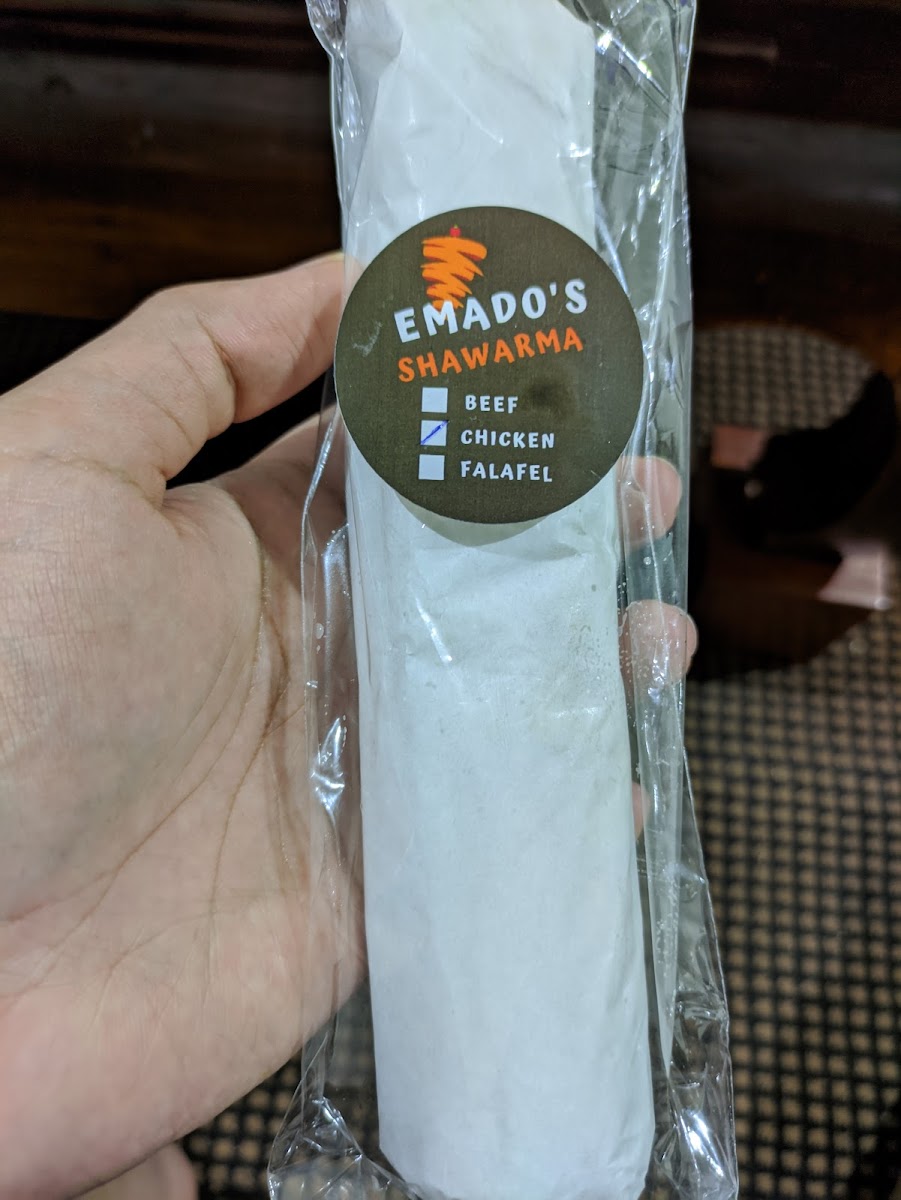 EMADO'S
SHAWARMA
BEEF
CHICKEN
FALAFEL